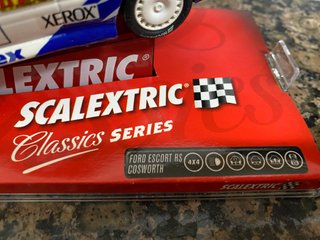 XEROX
LEXTRIC
SCALEXTRIC®
Classics SERIES
FORD ESCORT RS
COSWORTH
4x4
SCALEXTRIC